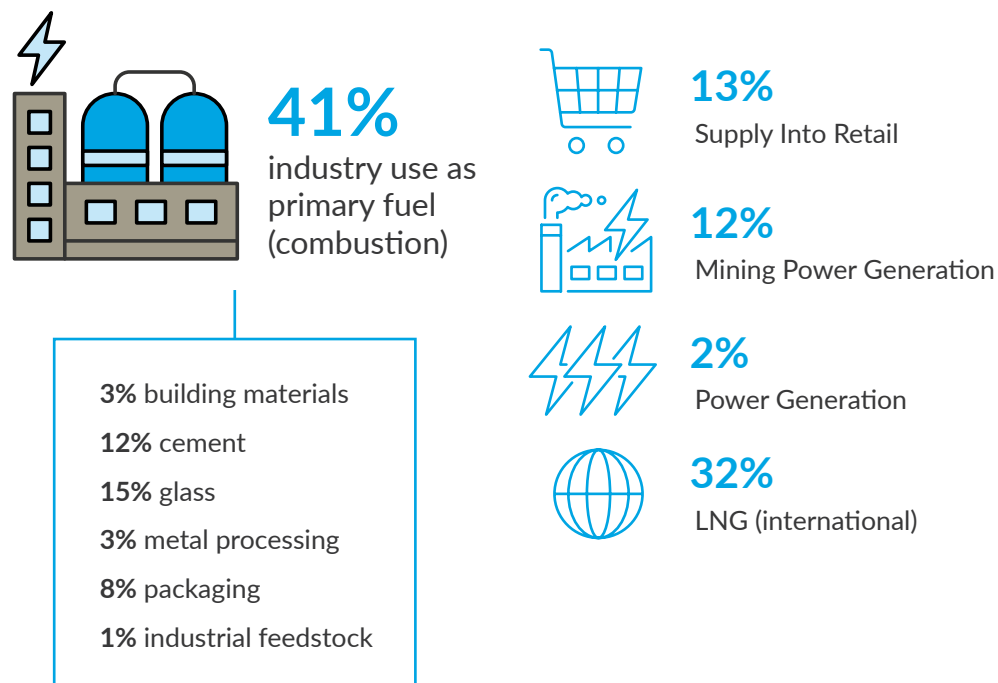 41%
industry use as
primary fuel
(combustion)
3% building materials
12% cement
15% glass
3% metal processing
8% packaging
1% industrial feedstock
13%
Supply Into Retail
12%
Mining Power Generation
2%
Power Generation
32%
LNG (international)